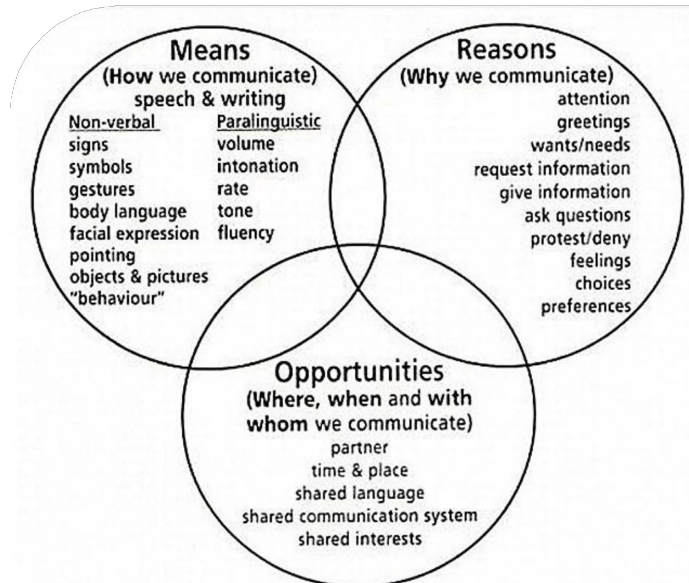 Means
(How we communicate)
speech & writing
Non-verbal Paralinguistic
signs volume
symbols intonation
gestures rate
body language tone
facial expression fluency
pointing
objects & pictures
"behaviour"
Reasons
(Why we communicate)
attention
greetings
wants/needs
request information
give information
ask questions
protest/deny
feelings
choices
preferences
Opportunities
(Where, when and with
whom we communicate)
partner
time & place
shared language
shared communication system
shared interests